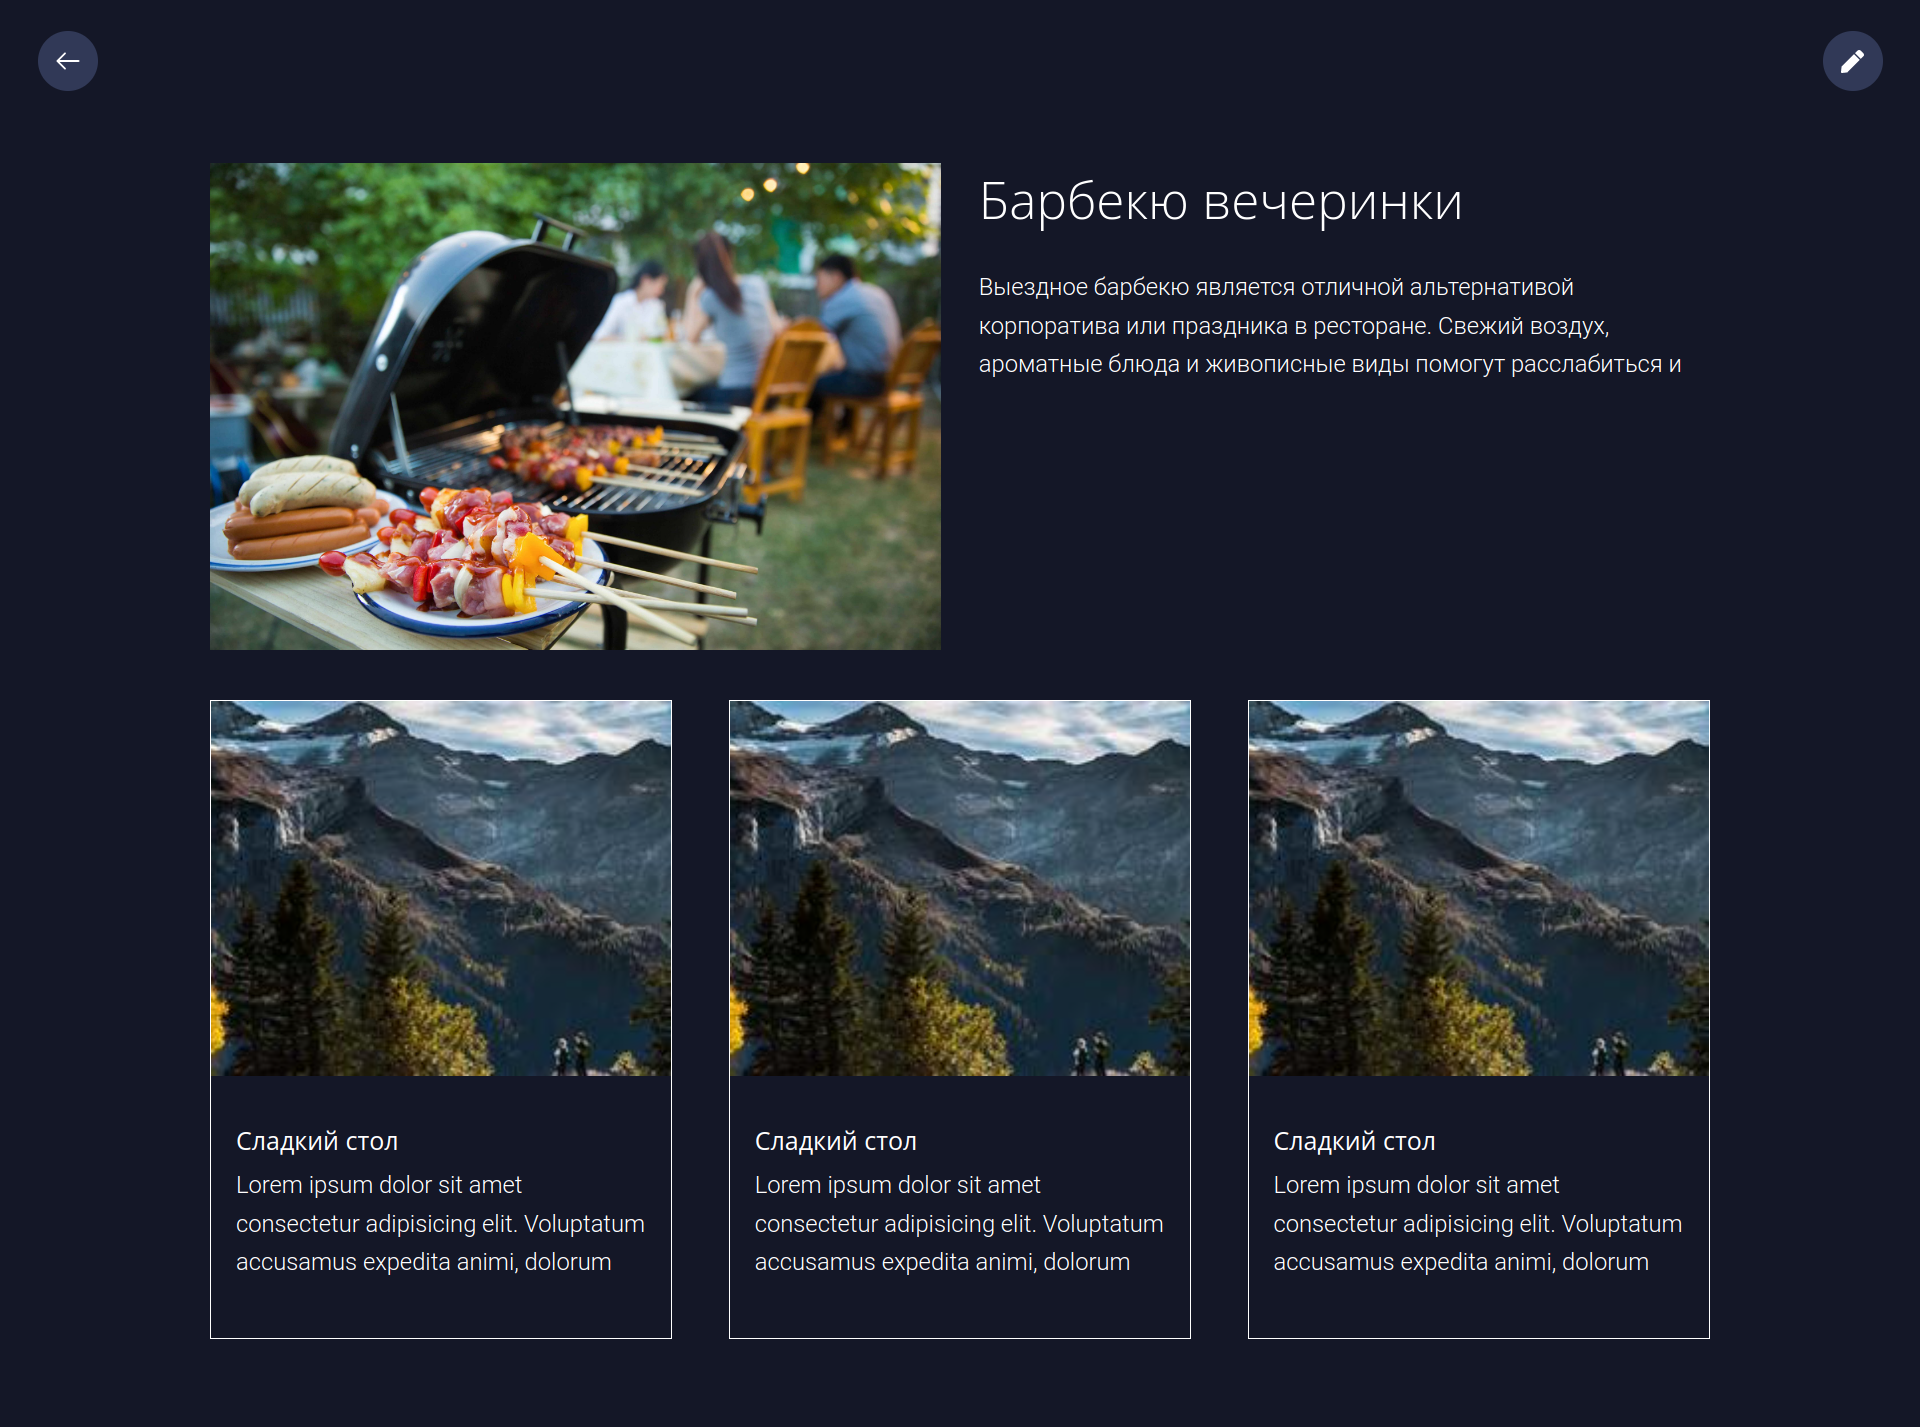 Барбекю вечеринки
Выездное барбекю является отличной альтернативой
корпоратива или праздника в ресторане. Свежий воздух,
ароматные блюда и живописные виды помогут расслабиться и
Сладкий стол
Lorem ipsum dolor sit amet
consectetur adipisicing elit. Voluptatum
accusamus expedita animi, dolorum
Сладкий стол
Lorem ipsum dolor sit amet
consectetur adipisicing elit. Voluptatum
accusamus expedita animi, dolorum
Сладкий стол
Lorem ipsum dolor sit amet
consectetur adipisicing elit. Voluptatum
accusamus expedita animi, dolorum